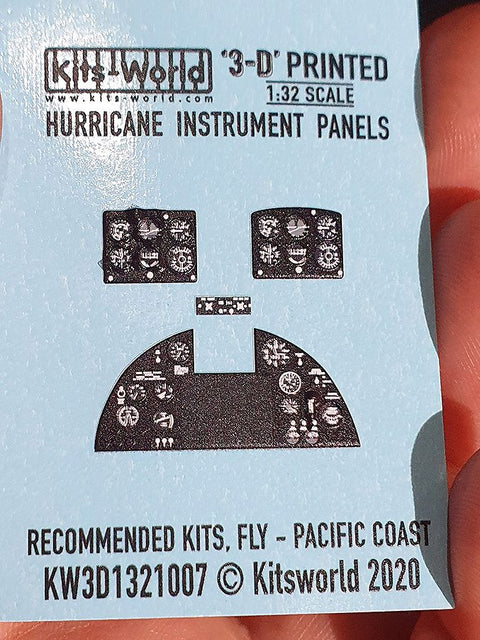 Kits-World '3-D' PRINTED
www.kits-world.com 1:32 SCALE
HURRICANE INSTRUMENT PANELS
RECOMMENDED KITS, FLY - PACIFIC COAST
KW3D1321007 © Kitsworld 2020